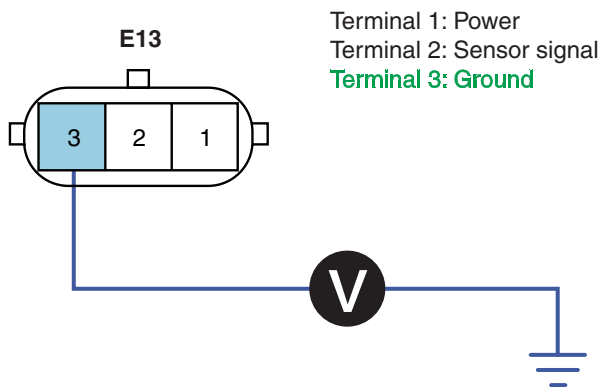 E13
Terminal 1: Power
Terminal 2: Sensor signal
Terminal 3: Ground
3 2 1
V